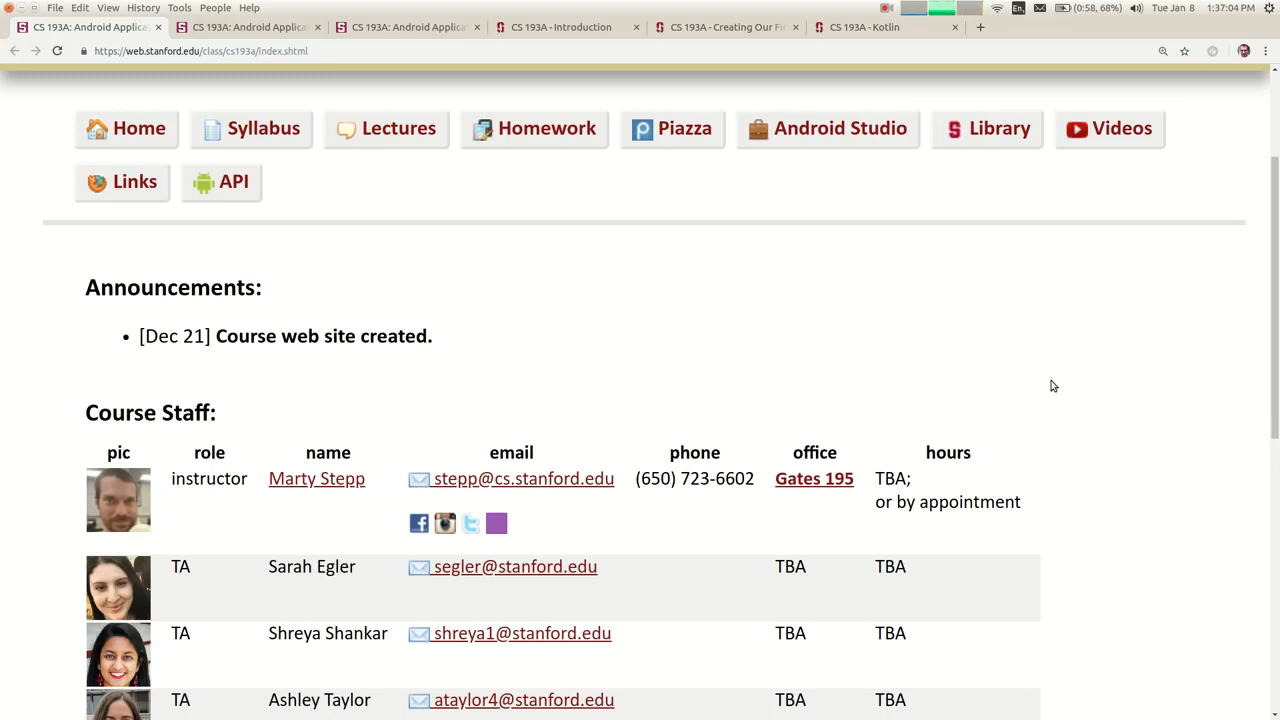 File Edit View History Bookmarks Tools People Help
En (0:58, 68%) Tue Jan 8 1:37:04 PM
CS 193A: Android Applica × CS 193A: Android Applica × CS 193A: Android Applica × CS 193A - Introduction × CS 193A - Creating Our Fi × CS 193A - Kotlin ×
https://web.stanford.edu/class/cs193a/index.shtml
Home Syllabus Lectures Homework Piazza Android Studio Library Videos
Links API
Announcements:
• [Dec 21] Course web site created.
Course Staff:
pic role name email phone office hours
instructor Marty Stepp stepp@cs.stanford.edu (650) 723-6602 Gates 195 TBA;
or by appointment
TA Sarah Egler segler@stanford.edu TBA TBA
TA Shreya Shankar shreya1@stanford.edu TBA TBA
TA Ashley Taylor ataylor4@stanford.edu TBA TBA